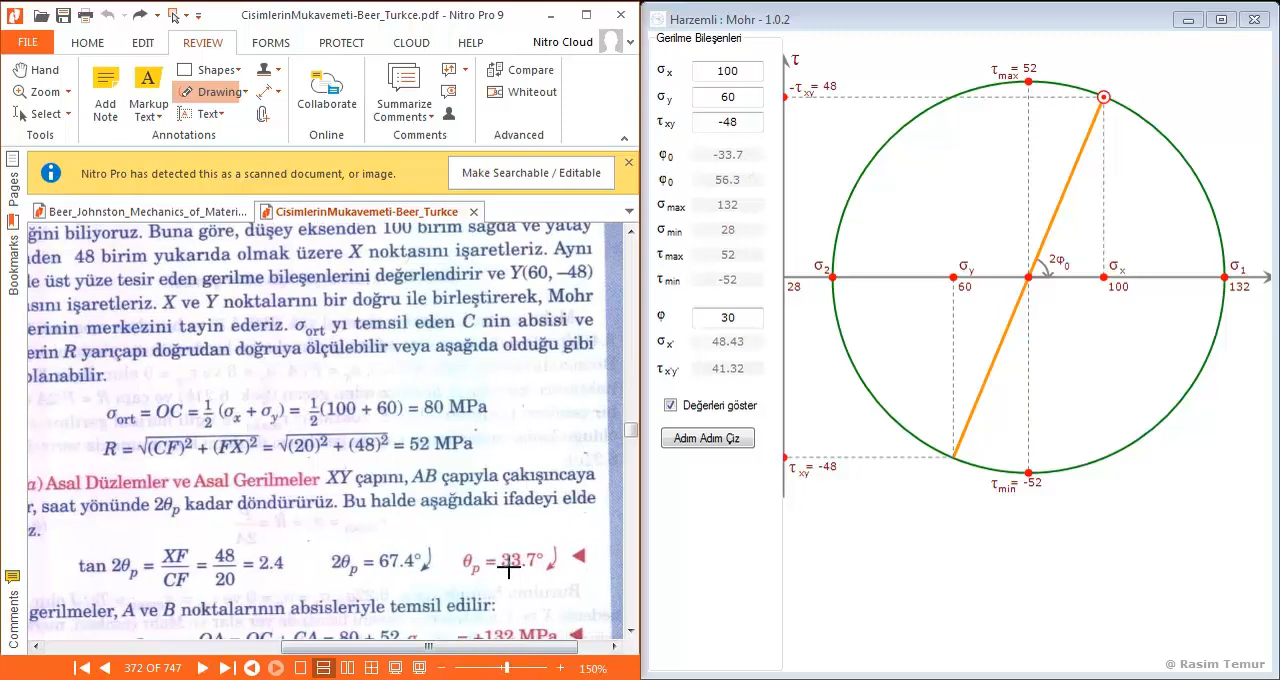 CisimlerinMukavemeti-Beer_Turkce.pdf - Nitro Pro 9
FILE HOME EDIT REVIEW FORMS PROTECT CLOUD HELP Nitro Cloud
Hand
Zoom
Select
Tools
Add Note
Markup Text
Shapes
Drawing
Text
Annotations
Collaborate
Online
Summarize Comments
Comments
Compare
Whiteout
Advanced
Nitro Pro has detected this as a scanned document, or image.
Make Searchable / Editable
Beer_Johnston_Mechanics_of_Materi...
CisimlerinMukavemeti-Beer_Turkce
Pages
Bookmarks
Comments
ğini biliyoruz. Buna göre, düşey eksenden 100 birim sağda ve yatay
nden 48 birim yukarıda olmak üzere X noktasını işaretleriz. Aynı
le üst yüze tesir eden gerilme bileşenlerini değerlendirir ve Y(60, –48)
asını işaretleriz. X ve Y noktalarını bir doğru ile birleştirerek, Mohr
erinin merkezini tayin ederiz. σort yı temsil eden C nin absisi ve
erin R yarıçapı doğrudan doğruya ölçülebilir veya aşağıda olduğu gibi
planabilir.
σort = OC = 1/2 (σx + σy) = 1/2 (100 + 60) = 80 MPa
R = √(CF)² + (FX)² = √(20)² + (48)² = 52 MPa
a) Asal Düzlemler ve Asal Gerilmeler XY çapını, AB çapıyla çakışıncaya
r, saat yönünde 2θp kadar döndürürüz. Bu halde aşağıdaki ifadeyi elde
z.
tan 2θp = XF/CF = 48/20 = 2.4 2θp = 67.4° θp = 33.7°
gerilmeler, A ve B noktalarının absisleriyle temsil edilir:
OA = OC + CA = 80 + 52 = +132 MPa
372 OF 747
150%
Harzemli : Mohr - 1.0.2
Gerilme Bileşenleri
σx 100
σy 60
τxy -48
φ0 -33.7
φ0 56.3
σmax 132
σmin 28
τmax 52
τmin -52
φ 30
σx' 48.43
τx'y' 41.32
Değerleri göster
Adım Adım Çiz
τ
τmax = 52
-τxy = 48
2φ0
σ2 σy σx σ1
28 60 100 132
τxy = -48
τmin = -52
@ Rasim Temur